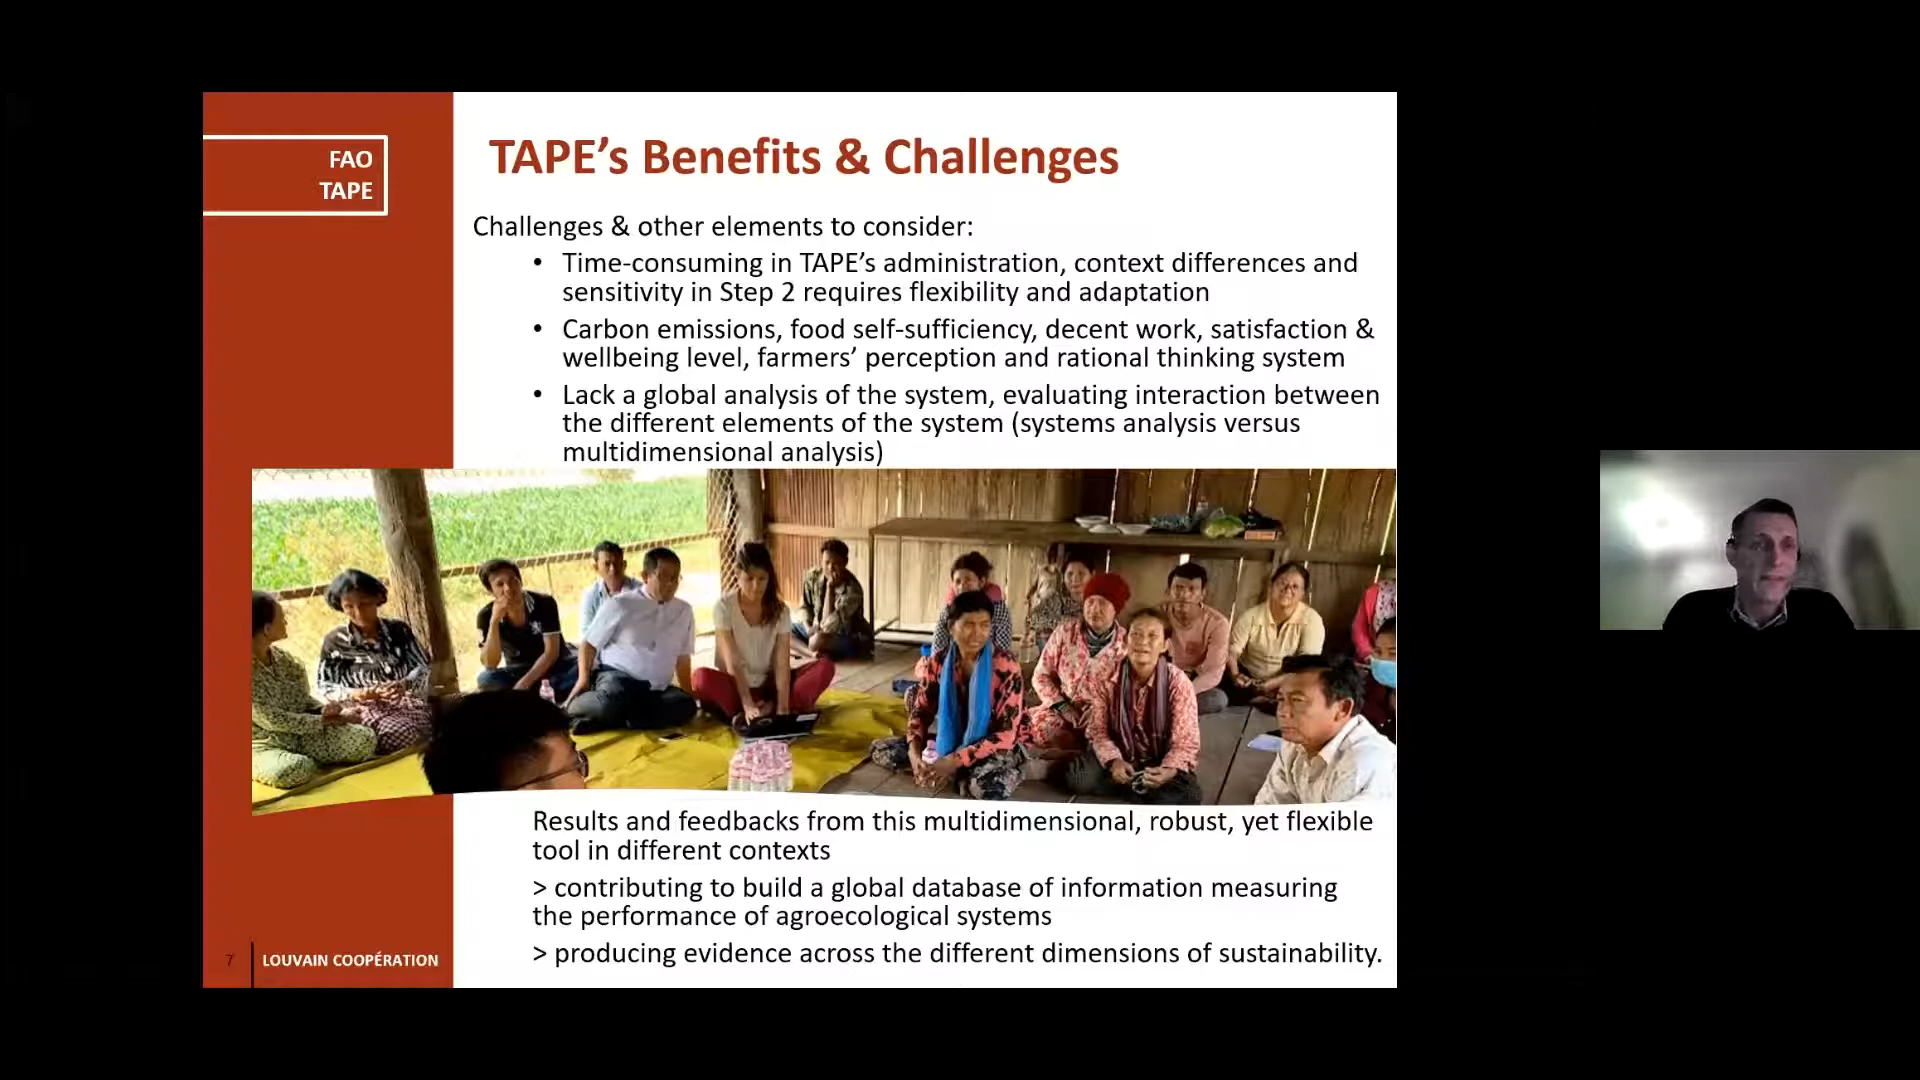 FAO
TAPE
TAPE’s Benefits & Challenges
Challenges & other elements to consider:
• Time-consuming in TAPE’s administration, context differences and
sensitivity in Step 2 requires flexibility and adaptation
• Carbon emissions, food self-sufficiency, decent work, satisfaction &
wellbeing level, farmers’ perception and rational thinking system
• Lack a global analysis of the system, evaluating interaction between
the different elements of the system (systems analysis versus
multidimensional analysis)
Results and feedbacks from this multidimensional, robust, yet flexible
tool in different contexts
> contributing to build a global database of information measuring
the performance of agroecological systems
> producing evidence across the different dimensions of sustainability.
7
LOUVAIN COOPÉRATION